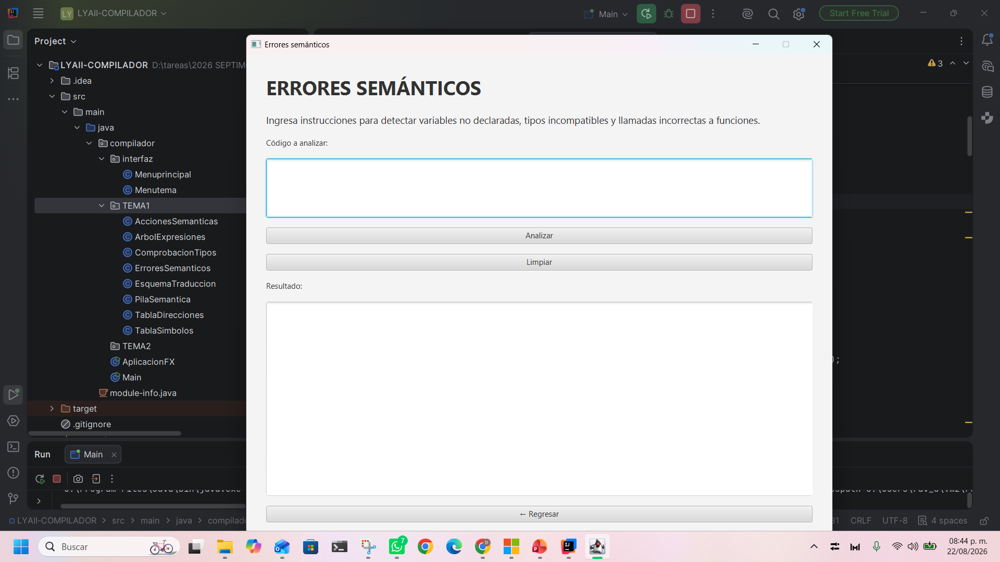 LY LYAII-COMPILADOR
Main
Start Free Trial
Project
LYAII-COMPILADOR D:\tareas\2026 SEPTIM
.idea
src
main
java
compilador
interfaz
Menuprincipal
Menutema
TEMA1
AccionesSemanticas
ArbolExpresiones
ComprobacionTipos
ErroresSemanticos
EsquemaTraduccion
PilaSemantica
TablaDirecciones
TablaSimbolos
TEMA2
AplicacionFX
Main
module-info.java
target
.gitignore
Errores semánticos
ERRORES SEMÁNTICOS
Ingresa instrucciones para detectar variables no declaradas, tipos incompatibles y llamadas incorrectas a funciones.
Código a analizar:
Analizar
Limpiar
Resultado:
← Regresar
3
);
Run Main
LYAII-COMPILADOR > src > main > java > compilado
31 CRLF UTF-8 4 spaces
Buscar
7
08:44 p. m.
22/08/2026